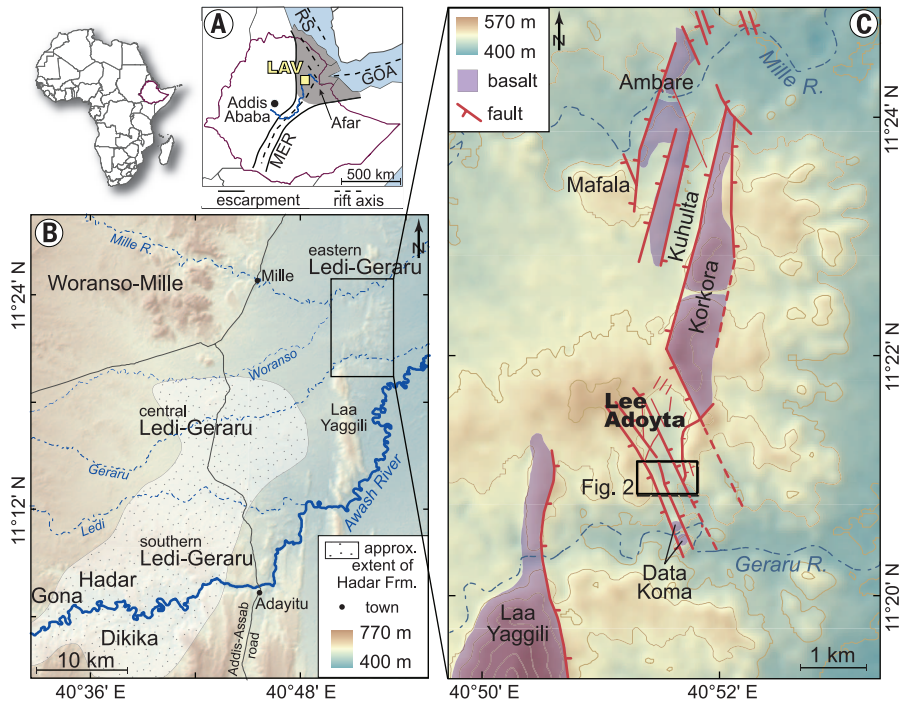 A
RS
LAV
GOA
Addis
Ababa
Afar
MER
500 km
escarpment
rift axis
B
Mille R.
eastern
Ledi-Geraru
N
Woranso-Mille
Mille
11°24' N
Woranso
central
Ledi-Geraru
Laa
Yaggili
Geraru
Awash River
11°12' N
Ledi
southern
Ledi-Geraru
Hadar
Gona
Adayitu
Dikika
Addis-Assab
road
10 km
approx.
extent of
Hadar Frm.
town
770 m
400 m
40°36' E
40°48' E
C
570 m
400 m
N
basalt
fault
Ambare
Mille R.
11°24' N
Mafala
Kuhulta
Korkora
11°22' N
Lee
Adoyta
Fig. 2
Data
Koma
Geraru R.
11°20' N
Laa
Yaggili
1 km
40°50' E
40°52' E